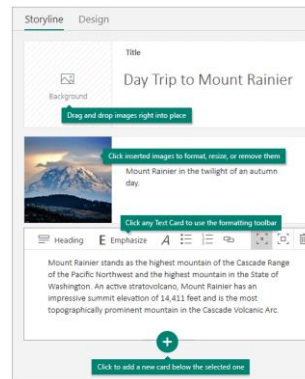 Storyline Design
Title
Day Trip to Mount Rainier
Background
Drag and drop images right into place
Click inserted images to format, resize, or remove them
Mount Rainier in the twilight of an autumn
day.
Click any Text Card to use the formatting toolbar
Heading E Emphasize A
Mount Rainier stands as the highest mountain of the Cascade Range
of the Pacific Northwest and the highest mountain in the State of
Washington. An active stratovolcano, Mount Rainier has an
impressive summit elevation of 14,411 feet and is the most
topographically prominent mountain in the Cascade Volcanic Arc.
Click to add a new card below the selected one